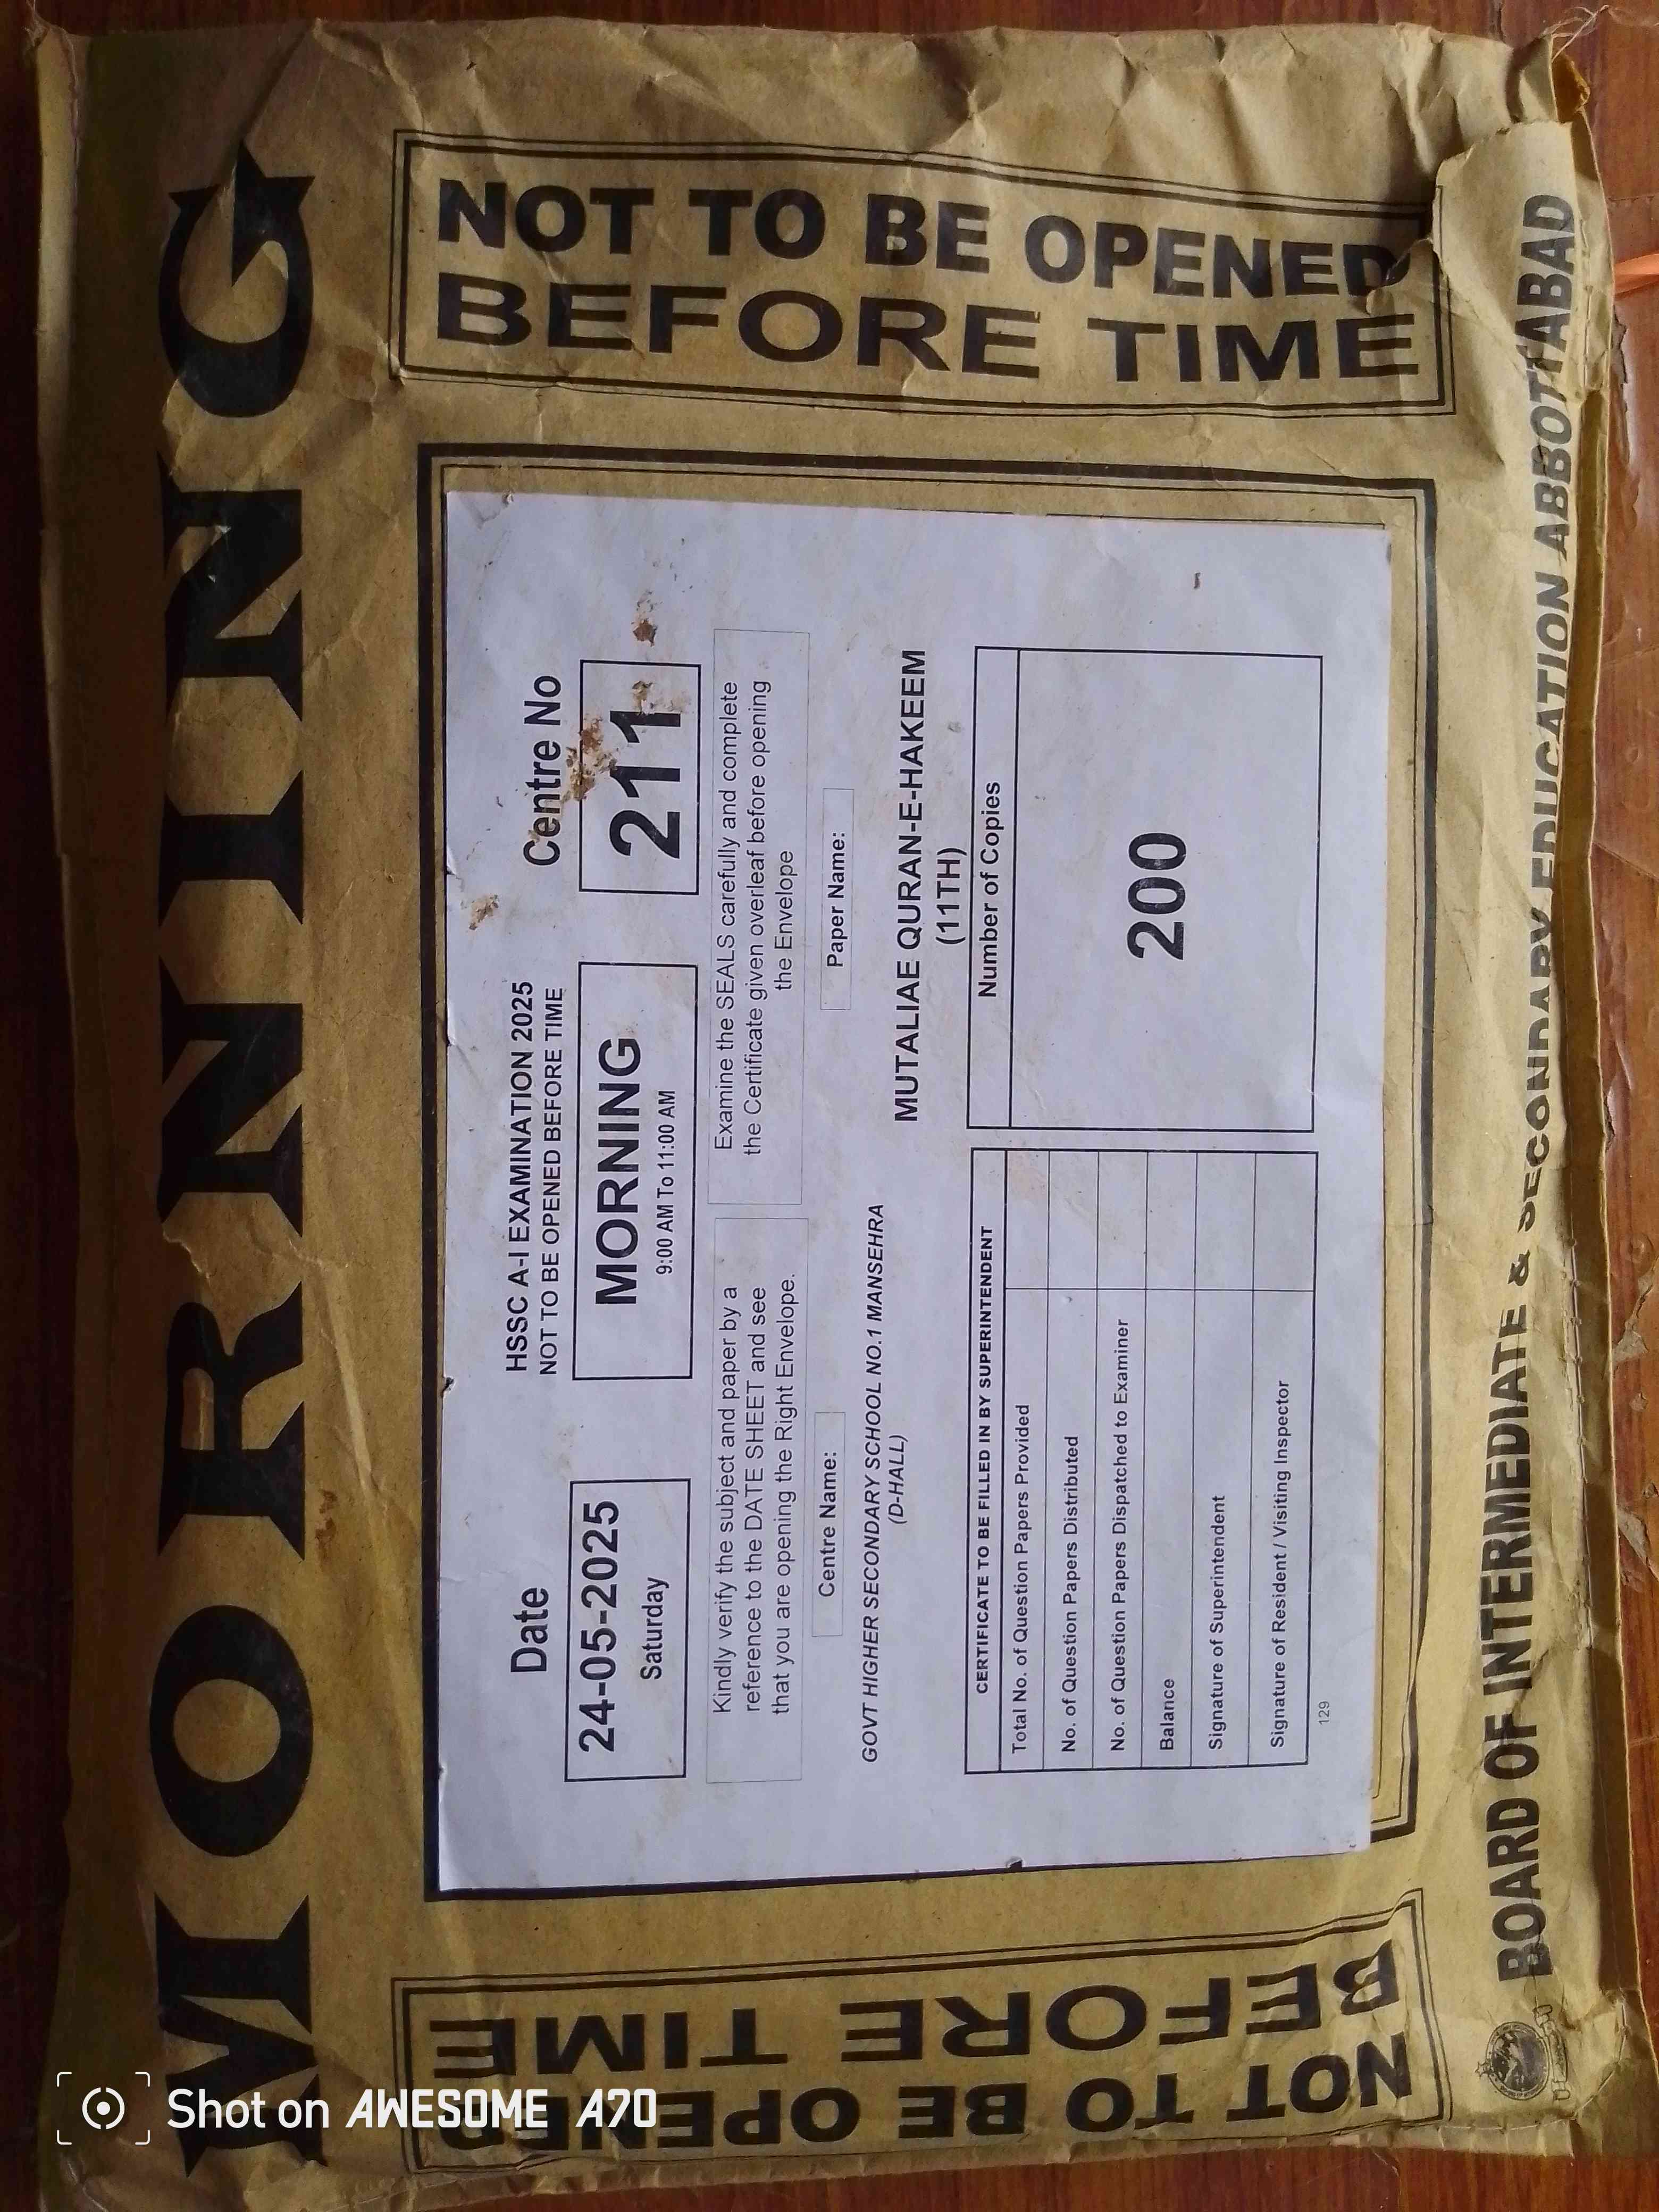 MORNING
NOT TO BE OPENED
BEFORE TIME
Date
24-05-2025
Saturday
HSSC A-I EXAMINATION 2025
NOT TO BE OPENED BEFORE TIME
MORNING
9:00 AM To 11:00 AM
Centre No
211
Kindly verify the subject and paper by a
reference to the DATE SHEET and see
that you are opening the Right Envelope.
Examine the SEALS carefully and complete
the Certificate given overleaf before opening
the Envelope
Centre Name:
GOVT HIGHER SECONDARY SCHOOL NO.1 MANSEHRA
(D-HALL)
Paper Name:
MUTALIAE QURAN-E-HAKEEM
(11TH)
CERTIFICATE TO BE FILLED IN BY SUPERINTENDENT
Total No. of Question Papers Provided
No. of Question Papers Distributed
No. of Question Papers Dispatched to Examiner
Balance
Signature of Superintendent
Signature of Resident / Visiting Inspector
129
Number of Copies
200
NOT TO BE OPENED
BEFORE TIME
BOARD OF INTERMEDIATE & SECONDARY EDUCATION ABBOTTABAD
Shot on AWESOME A70